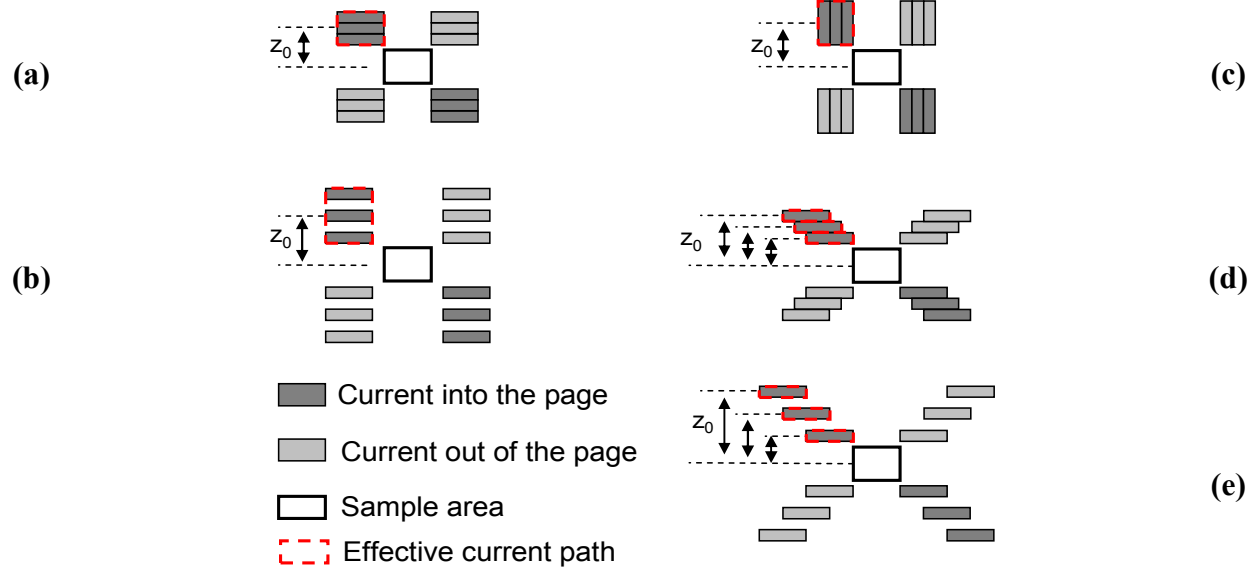 z0
(a)
z0
(c)
z0
(b)
z0
(d)
z0
(e)
Current into the page
Current out of the page
Sample area
Effective current path